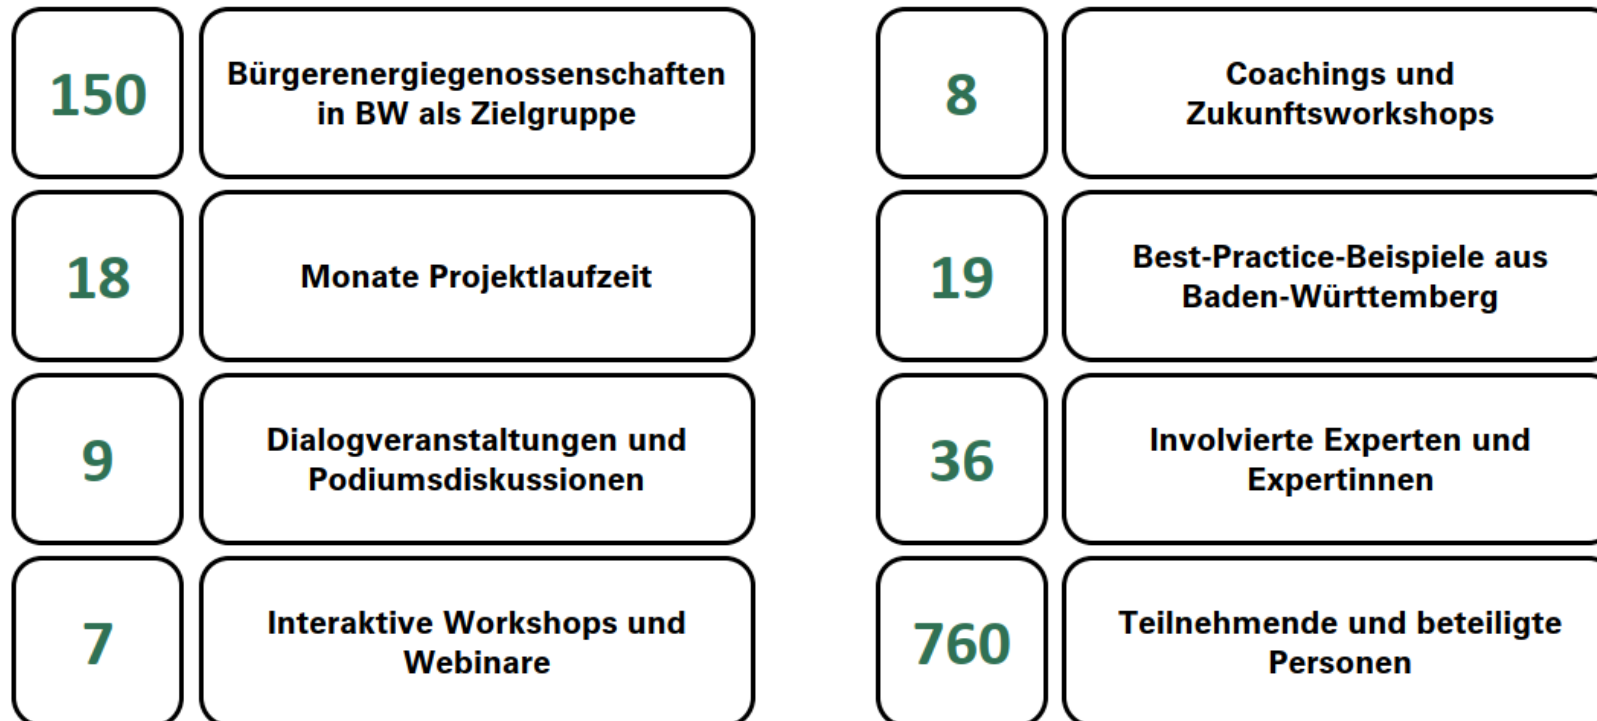 150
Bürgerenergiegenossenschaften
in BW als Zielgruppe
18
Monate Projektlaufzeit
9
Dialogveranstaltungen und
Podiumsdiskussionen
7
Interaktive Workshops und
Webinare
8
Coachings und
Zukunftsworkshops
19
Best-Practice-Beispiele aus
Baden-Württemberg
36
Involvierte Experten und
Expertinnen
760
Teilnehmende und beteiligte
Personen